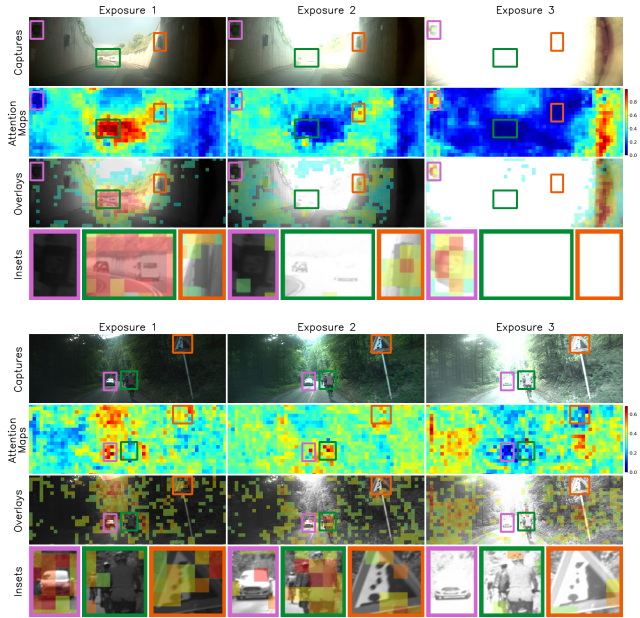 Exposure 1 Exposure 2 Exposure 3
Captures
Attention
Maps
0.8
0.6
0.4
0.2
0.0
Overlays
Insets
Exposure 1 Exposure 2 Exposure 3
Captures
Attention
Maps
0.6
0.4
0.2
0.0
Overlays
Insets